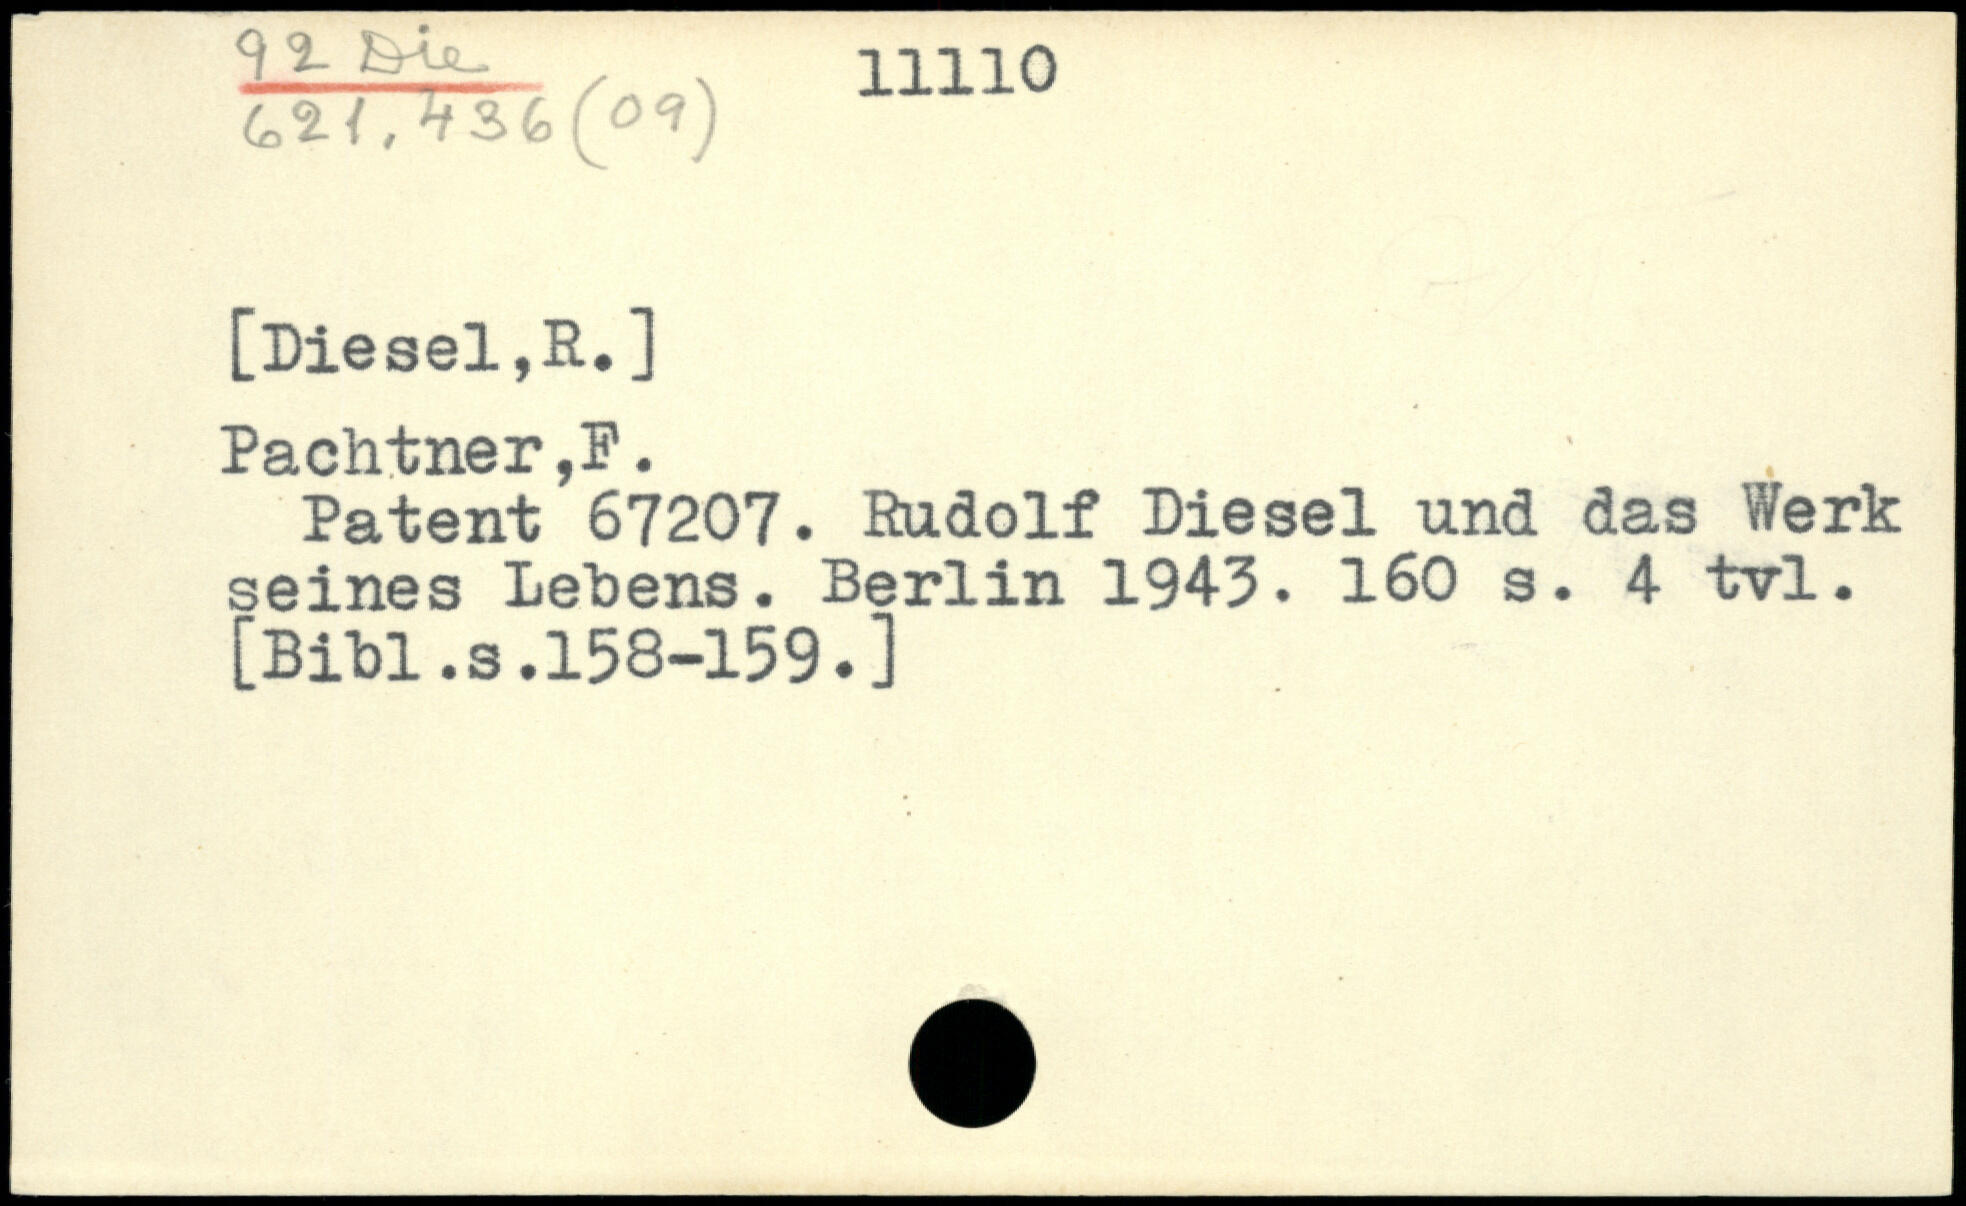 92 Die
11110
621.436(09)
[Diesel,R.]
Pachtner,F.
Patent 67207. Rudolf Diesel und das Werk
seines Lebens. Berlin 1943. 160 s. 4 tvl.
[Bibl.s.158-159.]